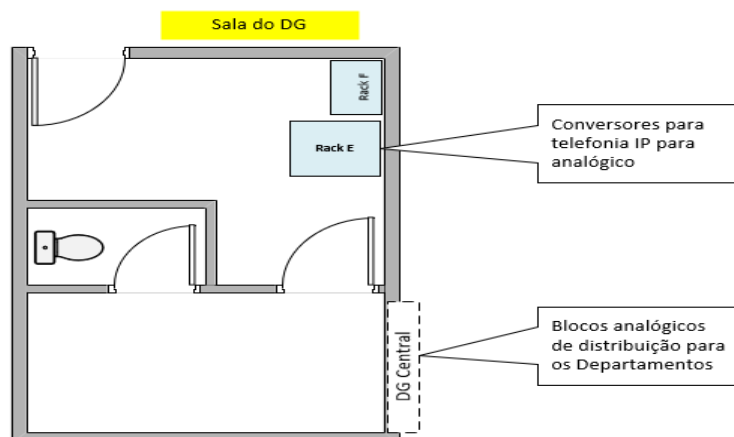 Sala do DG
Rack F
Rack E
Conversores para
telefonia IP para
analógico
Blocos analógicos
de distribuição para
os Departamentos
DG Central